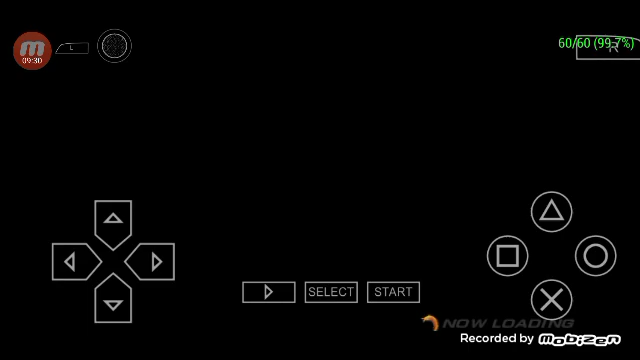 60/60 (99.7%)
L
R
09:30
SELECT
START
NOW LOADING
Recorded by
mobizen